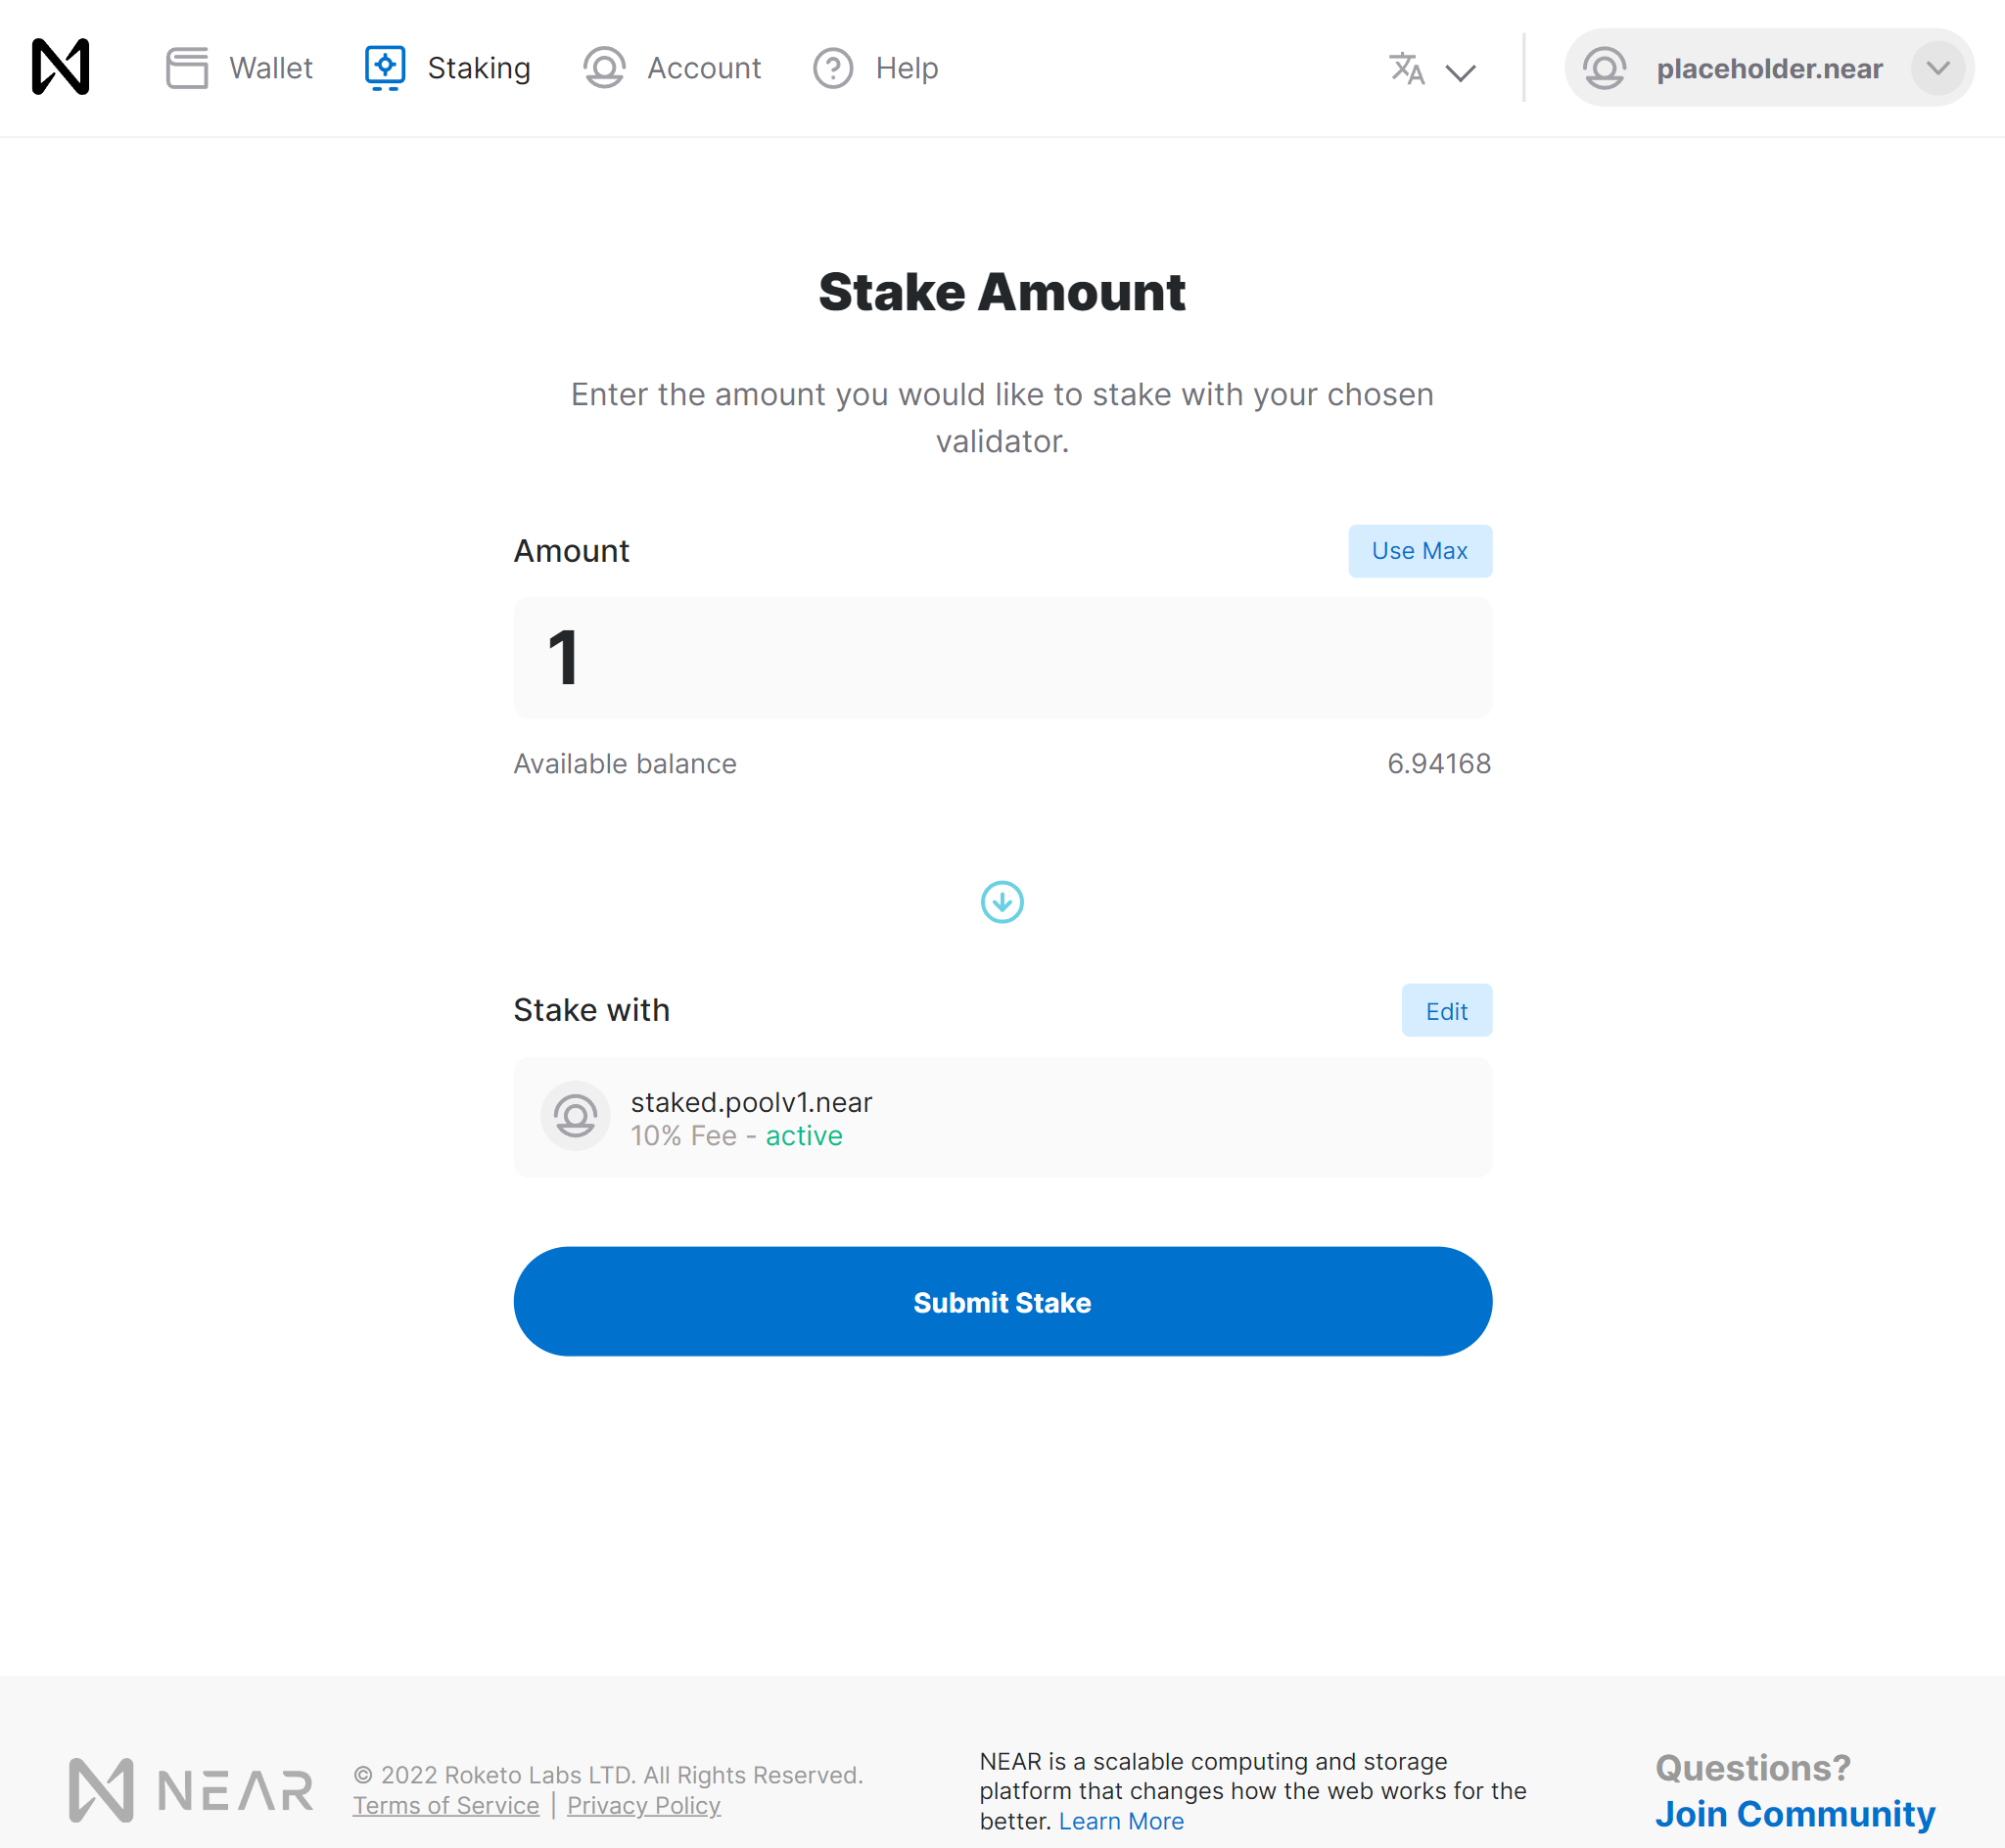 Wallet
Staking
Account
Help
placeholder.near
Stake Amount
Enter the amount you would like to stake with your chosen
validator.
Amount
Use Max
1
Available balance
6.94168
Stake with
Edit
staked.poolv1.near
10% Fee - active
Submit Stake
NEAR
© 2022 Roketo Labs LTD. All Rights Reserved.
Terms of Service | Privacy Policy
NEAR is a scalable computing and storage
platform that changes how the web works for the
better. Learn More
Questions?
Join Community